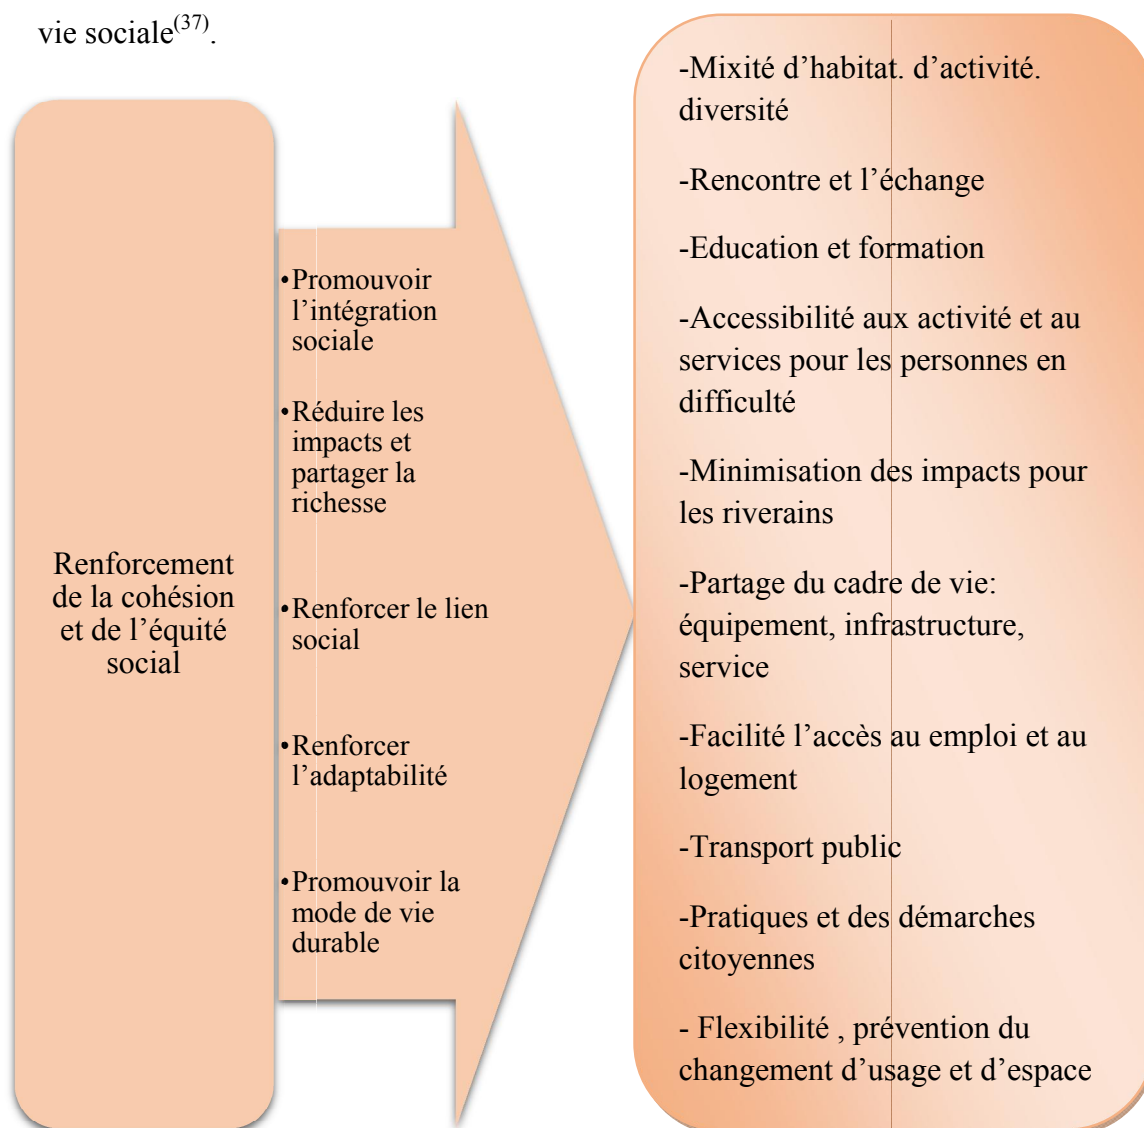 vie sociale(37).
Renforcement
de la cohésion
et de l’équité
social
•Promouvoir
l’intégration
sociale
•Réduire les
impacts et
partager la
richesse
•Renforcer le lien
social
•Renforcer
l’adaptabilité
•Promouvoir la
mode de vie
durable
-Mixité d’habitat. d’activité.
diversité
-Rencontre et l’échange
-Education et formation
-Accessibilité aux activité et au
services pour les personnes en
difficulté
-Minimisation des impacts pour
les riverains
-Partage du cadre de vie:
équipement, infrastructure,
service
-Facilité l’accès au emploi et au
logement
-Transport public
-Pratiques et des démarches
citoyennes
- Flexibilité , prévention du
changement d’usage et d’espace